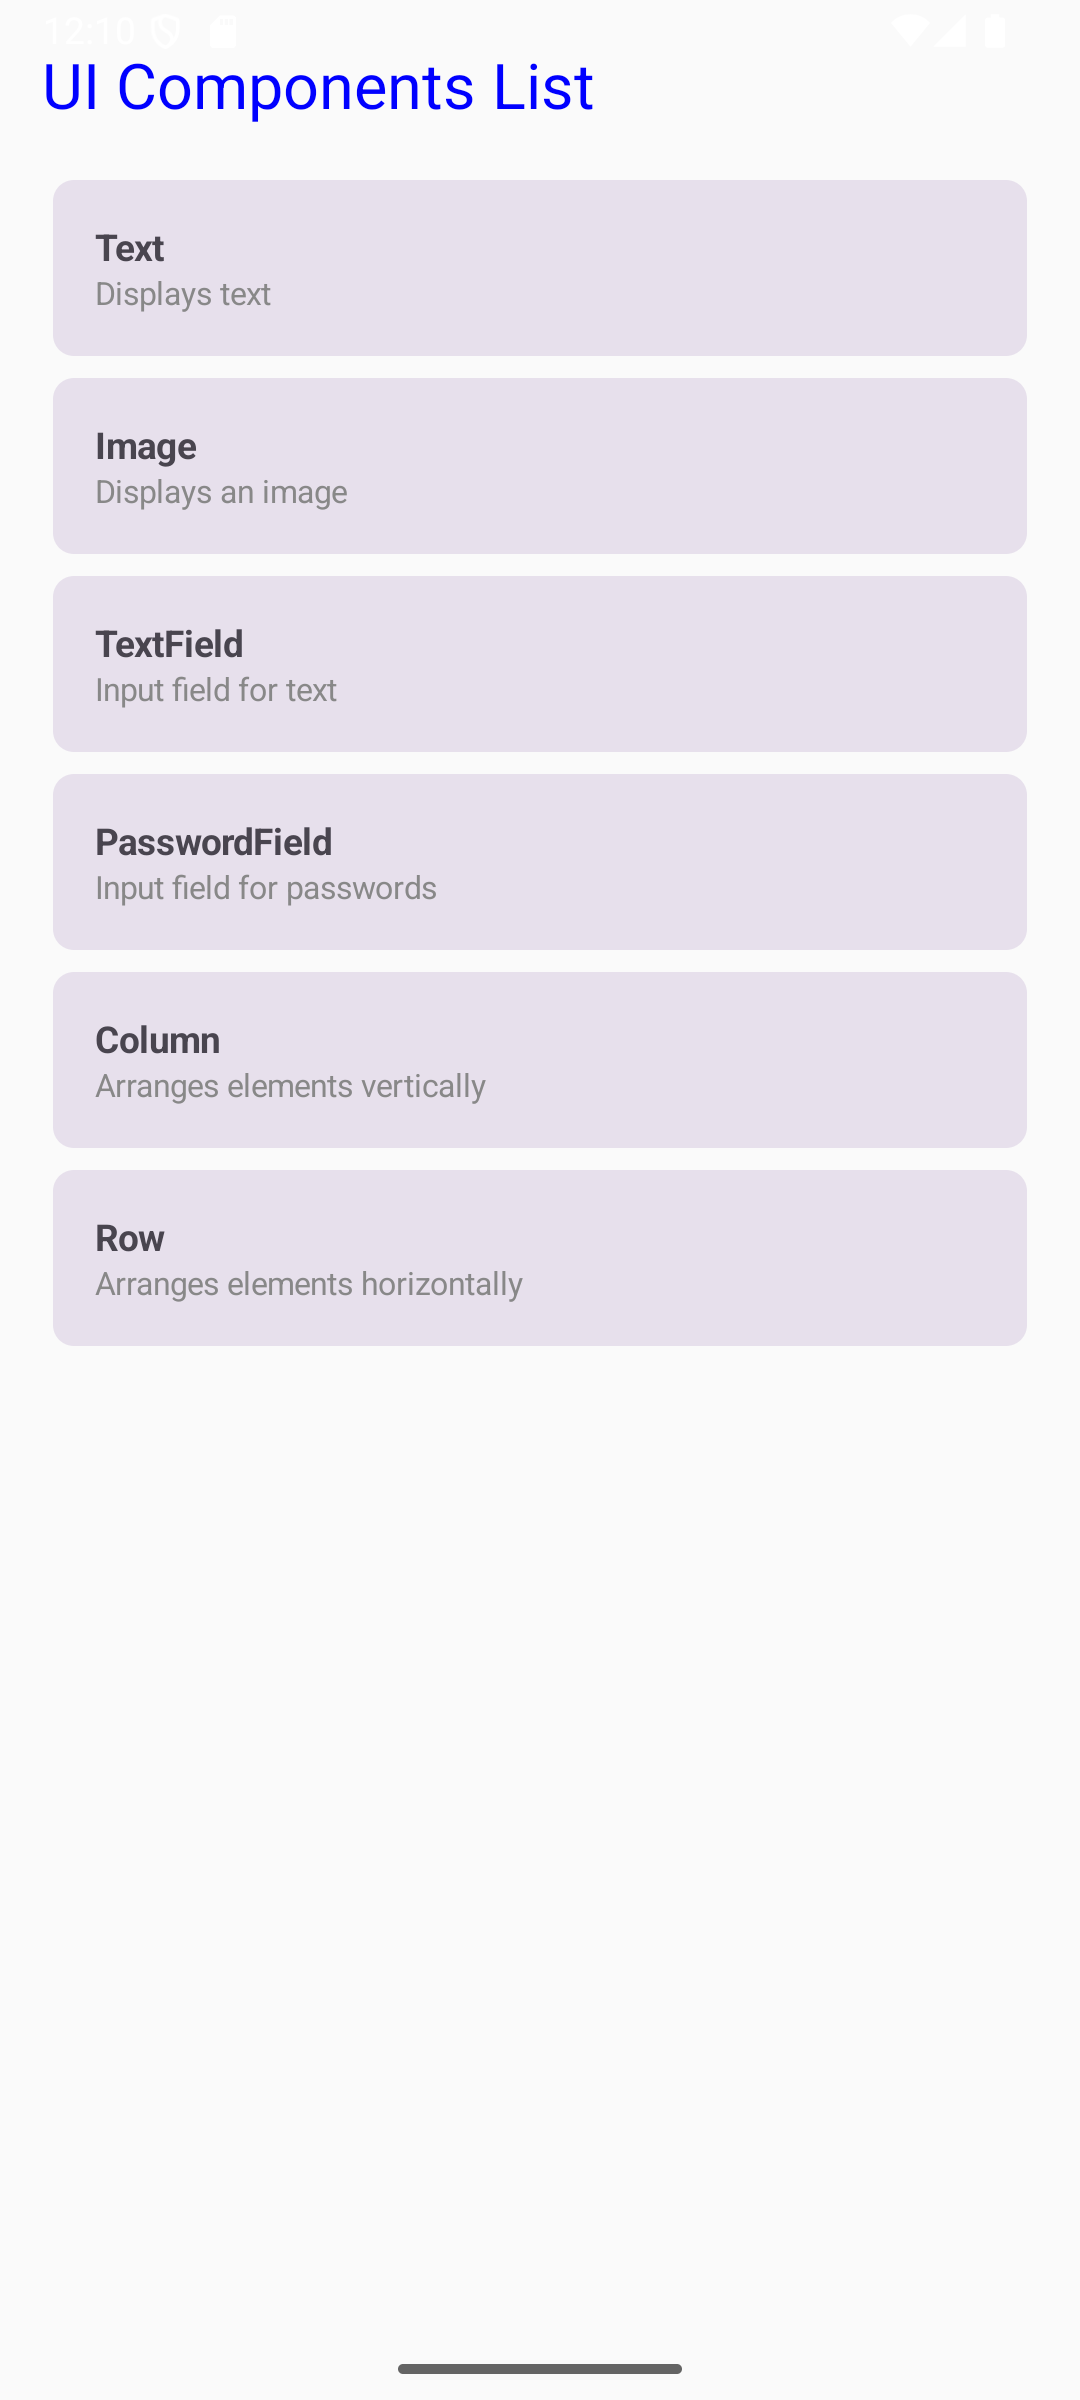 12:10
UI Components List
Text
Displays text
Image
Displays an image
TextField
Input field for text
PasswordField
Input field for passwords
Column
Arranges elements vertically
Row
Arranges elements horizontally